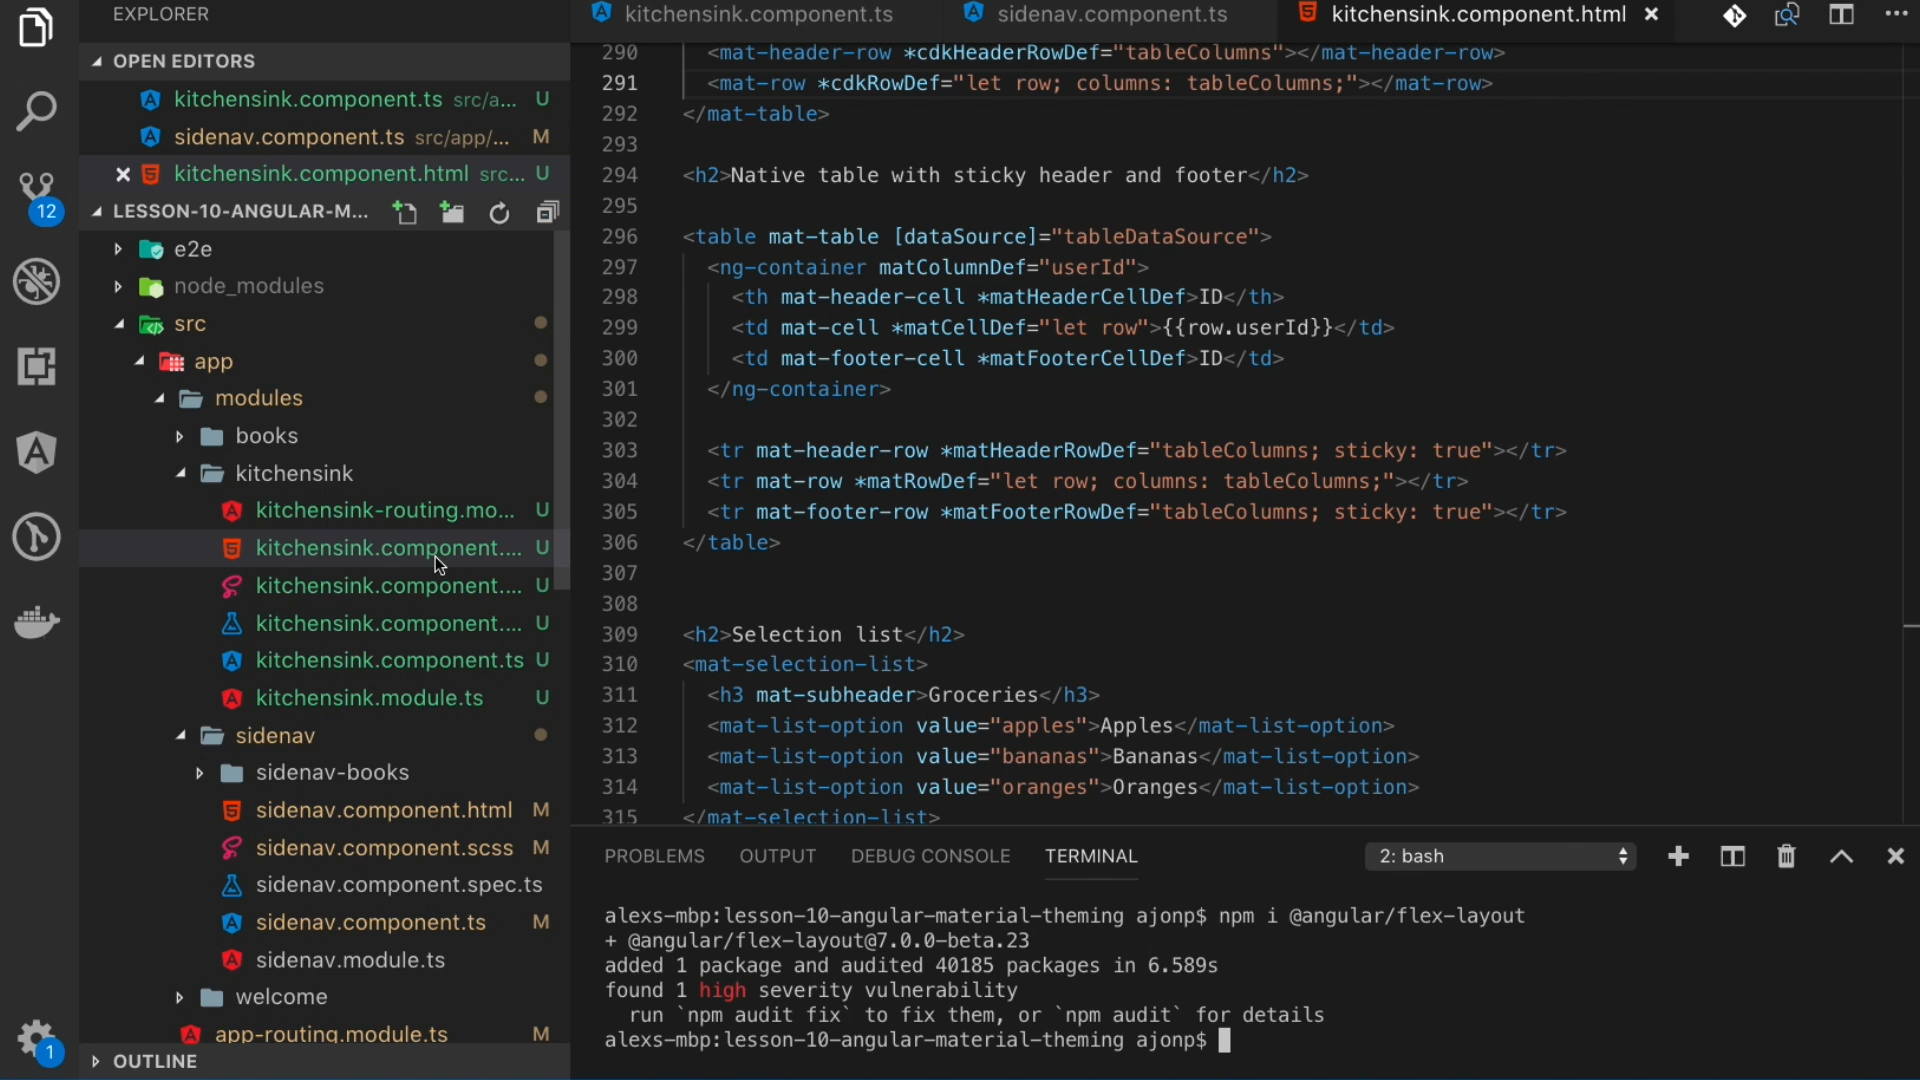 EXPLORER
OPEN EDITORS
kitchensink.component.ts src/a... U
sidenav.component.ts src/app/... M
kitchensink.component.html src... U
12
LESSON-10-ANGULAR-M...
e2e
node_modules
src
app
modules
books
kitchensink
kitchensink-routing.mo... U
kitchensink.component.... U
kitchensink.component.... U
kitchensink.component.... U
kitchensink.component.ts U
kitchensink.module.ts U
sidenav
sidenav-books
sidenav.component.html M
sidenav.component.scss M
sidenav.component.spec.ts
sidenav.component.ts M
sidenav.module.ts
welcome
app-routing.module.ts M
1
OUTLINE
kitchensink.component.ts
sidenav.component.ts
kitchensink.component.html
290 <mat-header-row *cdkHeaderRowDef="tableColumns"></mat-header-row>
291 <mat-row *cdkRowDef="let row; columns: tableColumns;"></mat-row>
292 </mat-table>
293
294 <h2>Native table with sticky header and footer</h2>
295
296 <table mat-table [dataSource]="tableDataSource">
297 <ng-container matColumnDef="userId">
298 <th mat-header-cell *matHeaderCellDef>ID</th>
299 <td mat-cell *matCellDef="let row">{{row.userId}}</td>
300 <td mat-footer-cell *matFooterCellDef>ID</td>
301 </ng-container>
302
303 <tr mat-header-row *matHeaderRowDef="tableColumns; sticky: true"></tr>
304 <tr mat-row *matRowDef="let row; columns: tableColumns;"></tr>
305 <tr mat-footer-row *matFooterRowDef="tableColumns; sticky: true"></tr>
306 </table>
307
308
309 <h2>Selection list</h2>
310 <mat-selection-list>
311 <h3 mat-subheader>Groceries</h3>
312 <mat-list-option value="apples">Apples</mat-list-option>
313 <mat-list-option value="bananas">Bananas</mat-list-option>
314 <mat-list-option value="oranges">Oranges</mat-list-option>
315 </mat-selection-list>
PROBLEMS OUTPUT DEBUG CONSOLE TERMINAL 2: bash
alexs-mbp:lesson-10-angular-material-theming ajonp$ npm i @angular/flex-layout
+ @angular/flex-layout@7.0.0-beta.23
added 1 package and audited 40185 packages in 6.589s
found 1 high severity vulnerability
run `npm audit fix` to fix them, or `npm audit` for details
alexs-mbp:lesson-10-angular-material-theming ajonp$